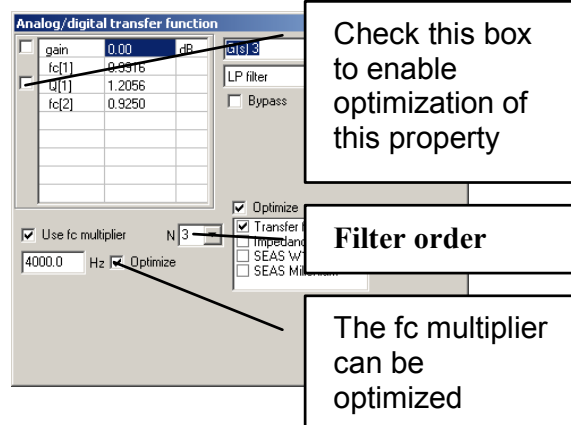 Analog/digital transfer function
gain 0.00 dB
fc[1] 0.9916
Q[1] 1.2056
fc[2] 0.9250
G(s) 3
LP filter
Bypass
Check this box
to enable
optimization of
this property
Optimize
Transfer
SEAS
SEAS
Use fc multiplier N 3
4000.0 Hz Optimize
Filter order
The fc multiplier
can be
optimized